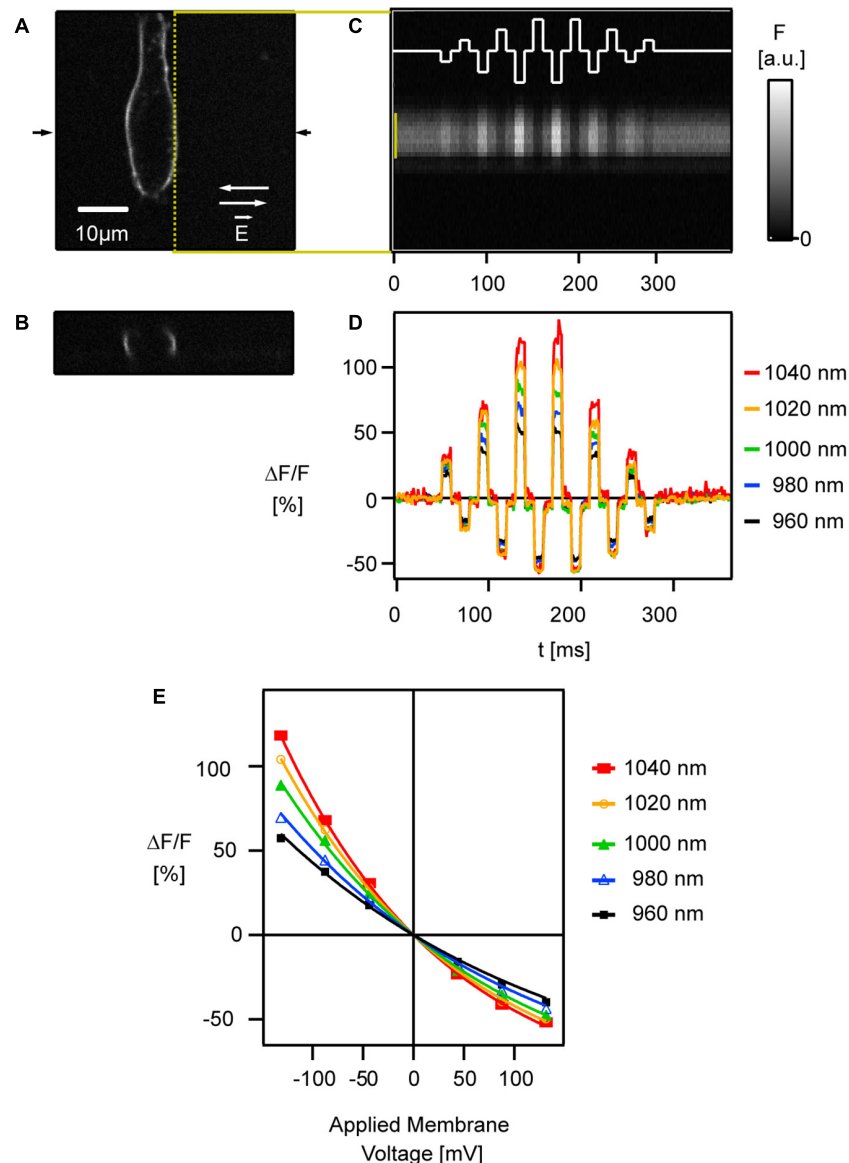 A
10µm
E
C
F
[a.u.]
0
0 100 200 300
B
D
100
50
0
-50
ΔF/F
[%]
0 100 200 300
t [ms]
1040 nm
1020 nm
1000 nm
980 nm
960 nm
E
100
50
0
-50
ΔF/F
[%]
-100 -50 0 50 100
Applied Membrane
Voltage [mV]
1040 nm
1020 nm
1000 nm
980 nm
960 nm